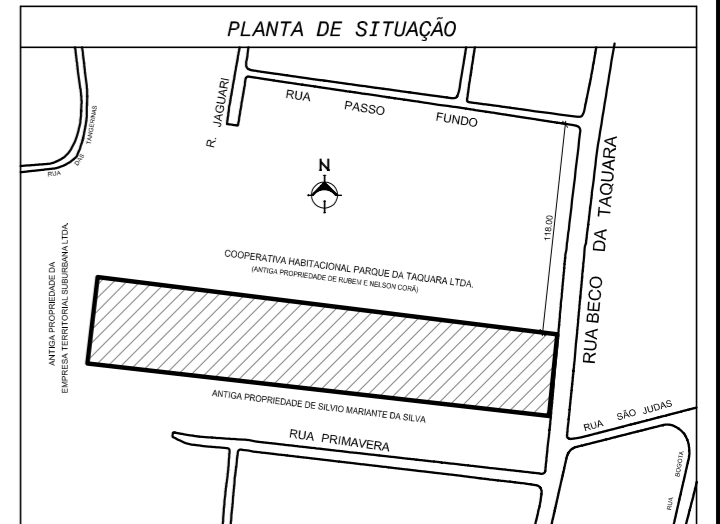 PLANTA DE SITUAÇÃO
R. JAGUARI
RUA PASSO FUNDO
RUA DAS TANGERINAS
N
118.00
RUA BECO DA TAQUARA
COOPERATIVA HABITACIONAL PARQUE DA TAQUARA LTDA.
(ANTIGA PROPRIEDADE DE RUBEM E NELSON CORÁ)
ANTIGA PROPRIEDADE DA
EMPRESA TERRITORIAL SUBURBANA LTDA.
ANTIGA PROPRIEDADE DE SILVIO MARIANTE DA SILVA
RUA PRIMAVERA
RUA SÃO JUDAS
RUA BOGOTA